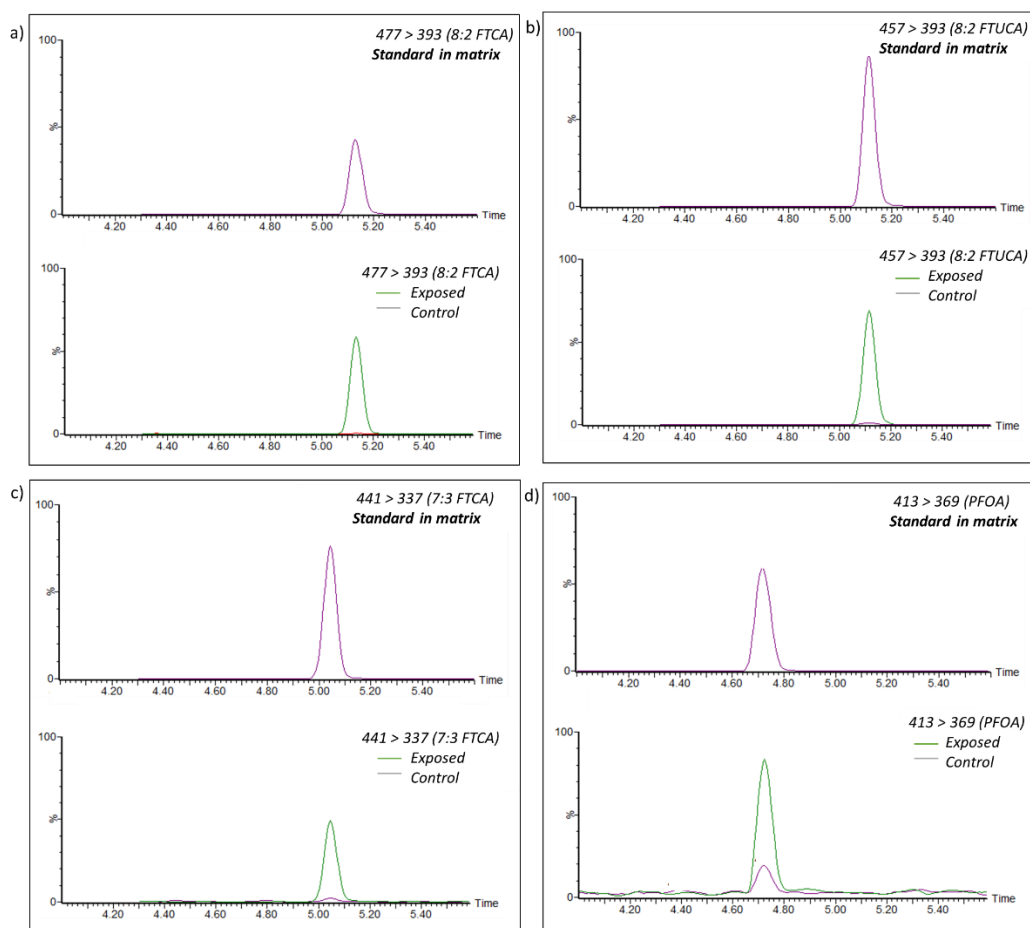 a)
477 > 393 (8:2 FTCA)
Standard in matrix
100
%
0
4.20 4.40 4.60 4.80 5.00 5.20 5.40 Time
477 > 393 (8:2 FTCA)
Exposed
Control
100
%
0
4.20 4.40 4.60 4.80 5.00 5.20 5.40 Time
b)
457 > 393 (8:2 FTUCA)
Standard in matrix
100
%
0
4.20 4.40 4.60 4.80 5.00 5.20 5.40 Time
457 > 393 (8:2 FTUCA)
Exposed
Control
100
%
0
4.20 4.40 4.60 4.80 5.00 5.20 5.40 Time
c)
441 > 337 (7:3 FTCA)
Standard in matrix
100
%
0
4.20 4.40 4.60 4.80 5.00 5.20 5.40 Time
441 > 337 (7:3 FTCA)
Exposed
Control
100
%
0
4.20 4.40 4.60 4.80 5.00 5.20 5.40 Time
d)
413 > 369 (PFOA)
Standard in matrix
100
%
0
4.20 4.40 4.60 4.80 5.00 5.20 5.40 Time
413 > 369 (PFOA)
Exposed
Control
100
%
0
4.20 4.40 4.60 4.80 5.00 5.20 5.40 Time